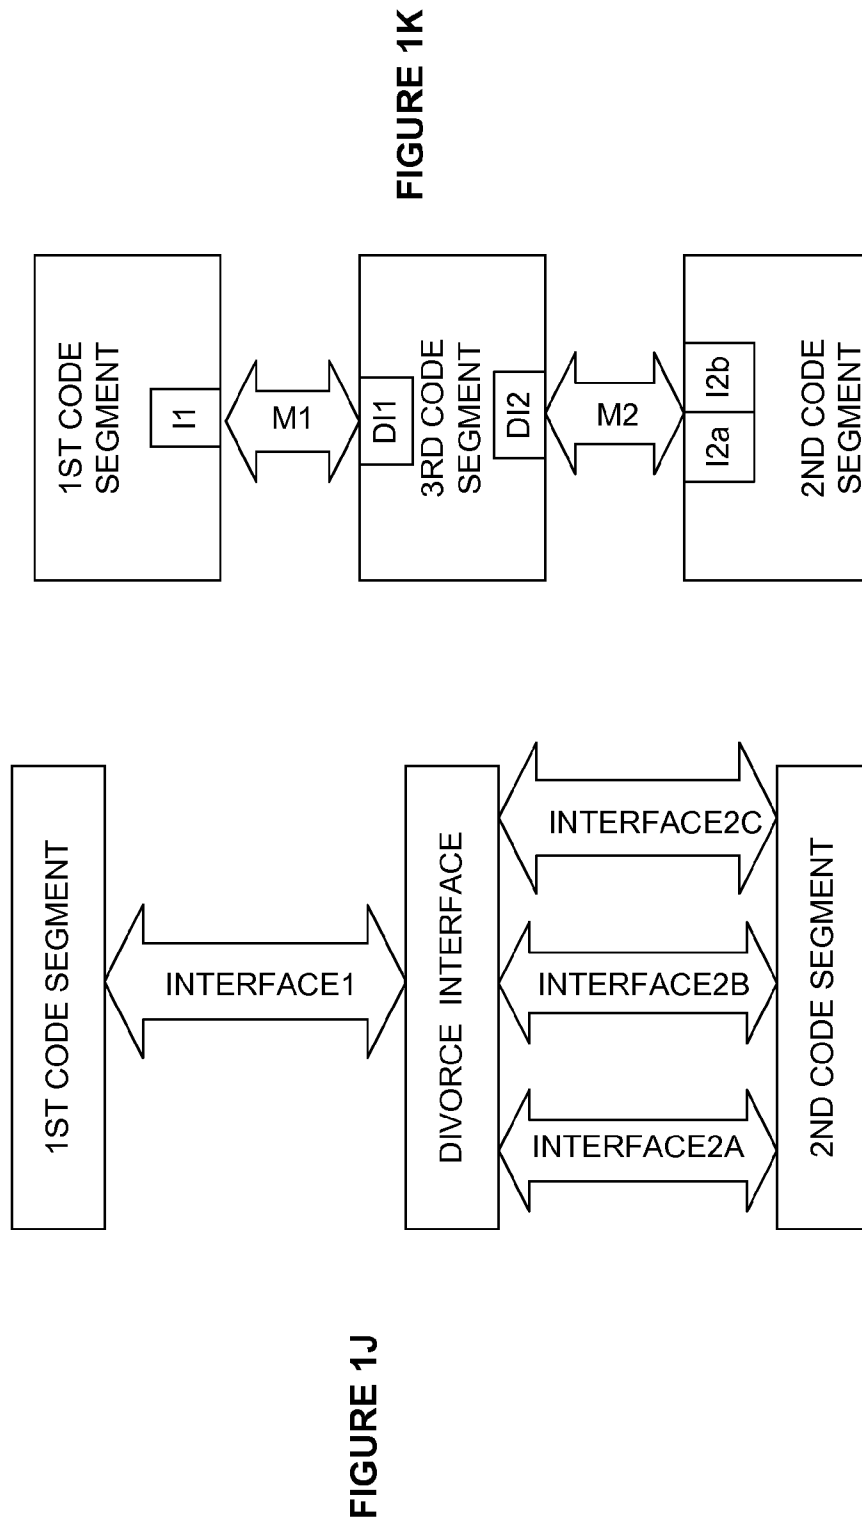 FIGURE 1J
1ST CODE SEGMENT
INTERFACE1
DIVORCE INTERFACE
INTERFACE2A
INTERFACE2B
INTERFACE2C
2ND CODE SEGMENT
FIGURE 1K
1ST CODE
SEGMENT
I1
M1
DI1
3RD CODE
SEGMENT
DI2
M2
I2a
I2b
2ND CODE
SEGMENT